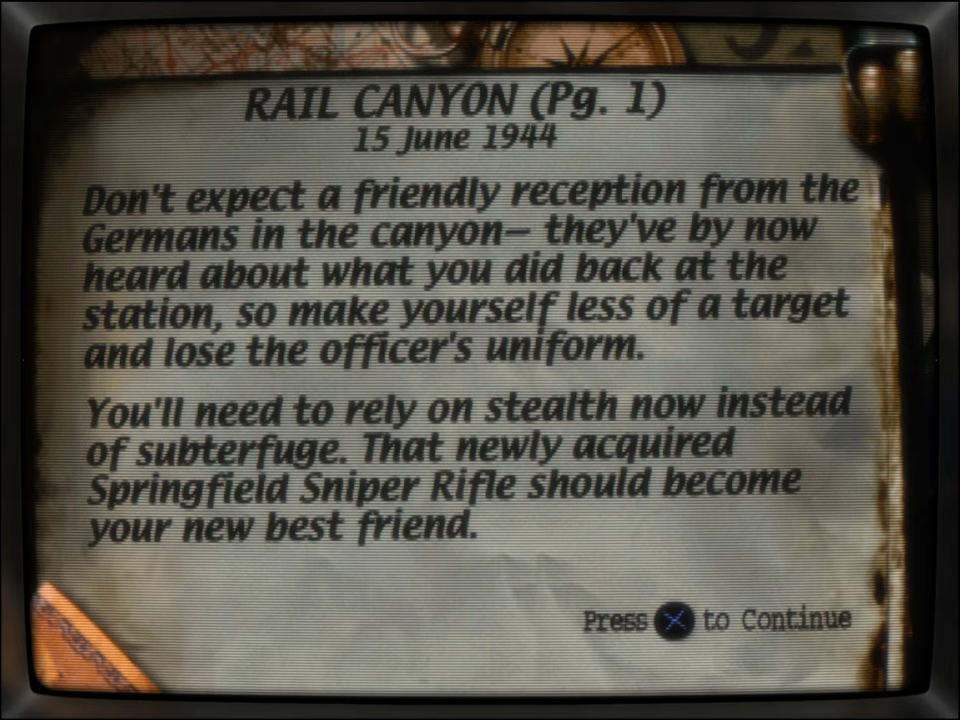 RAIL CANYON (Pg. 1)
15 June 1944
Don't expect a friendly reception from the
Germans in the canyon— they've by now
heard about what you did back at the
station, so make yourself less of a target
and lose the officer's uniform.
You'll need to rely on stealth now instead
of subterfuge. That newly acquired
Springfield Sniper Rifle should become
your new best friend.
Press X to Continue